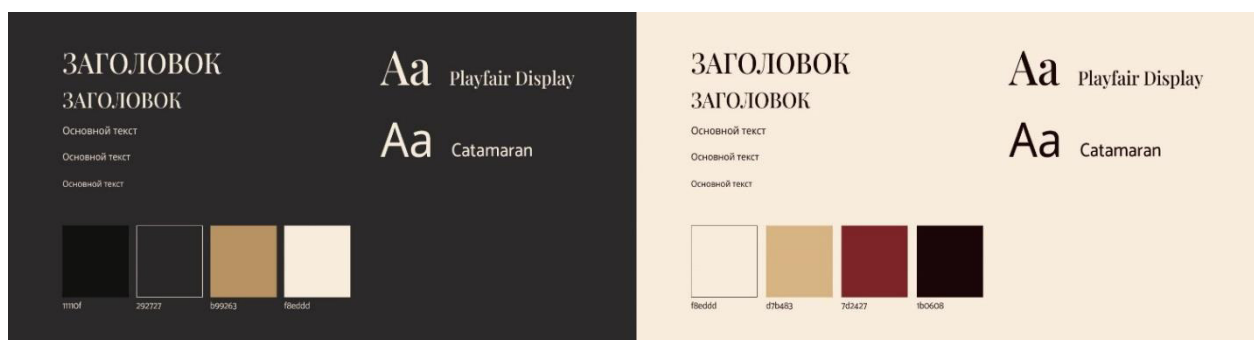 ЗАГОЛОВОК
ЗАГОЛОВОК
Основной текст
Основной текст
Основной текст
Aa Playfair Display
Aa Catamaran
11110f 292727 b99263 f8eddd
ЗАГОЛОВОК
ЗАГОЛОВОК
Основной текст
Основной текст
Основной текст
Aa Playfair Display
Aa Catamaran
f8eddd d7b483 7d2427 1b0608